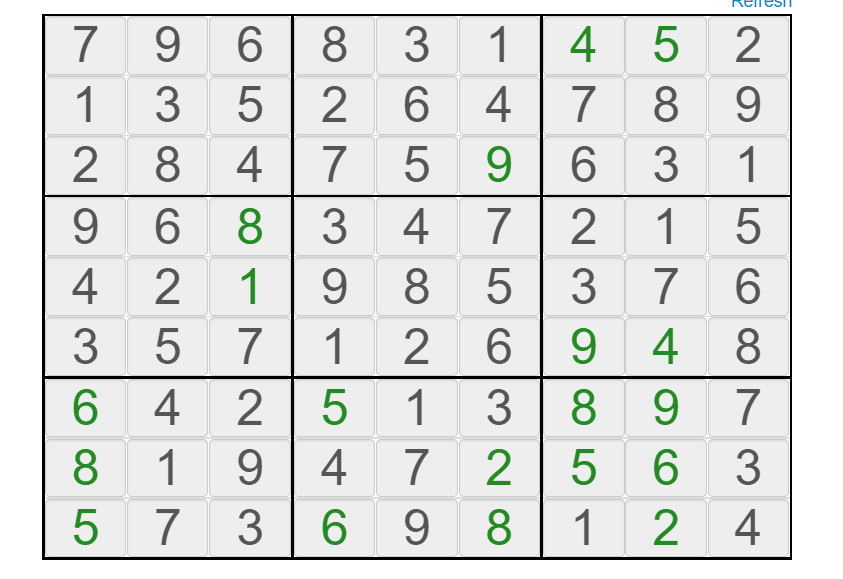 Refresh
7 9 6 8 3 1 4 5 2
1 3 5 2 6 4 7 8 9
2 8 4 7 5 9 6 3 1
9 6 8 3 4 7 2 1 5
4 2 1 9 8 5 3 7 6
3 5 7 1 2 6 9 4 8
6 4 2 5 1 3 8 9 7
8 1 9 4 7 2 5 6 3
5 7 3 6 9 8 1 2 4